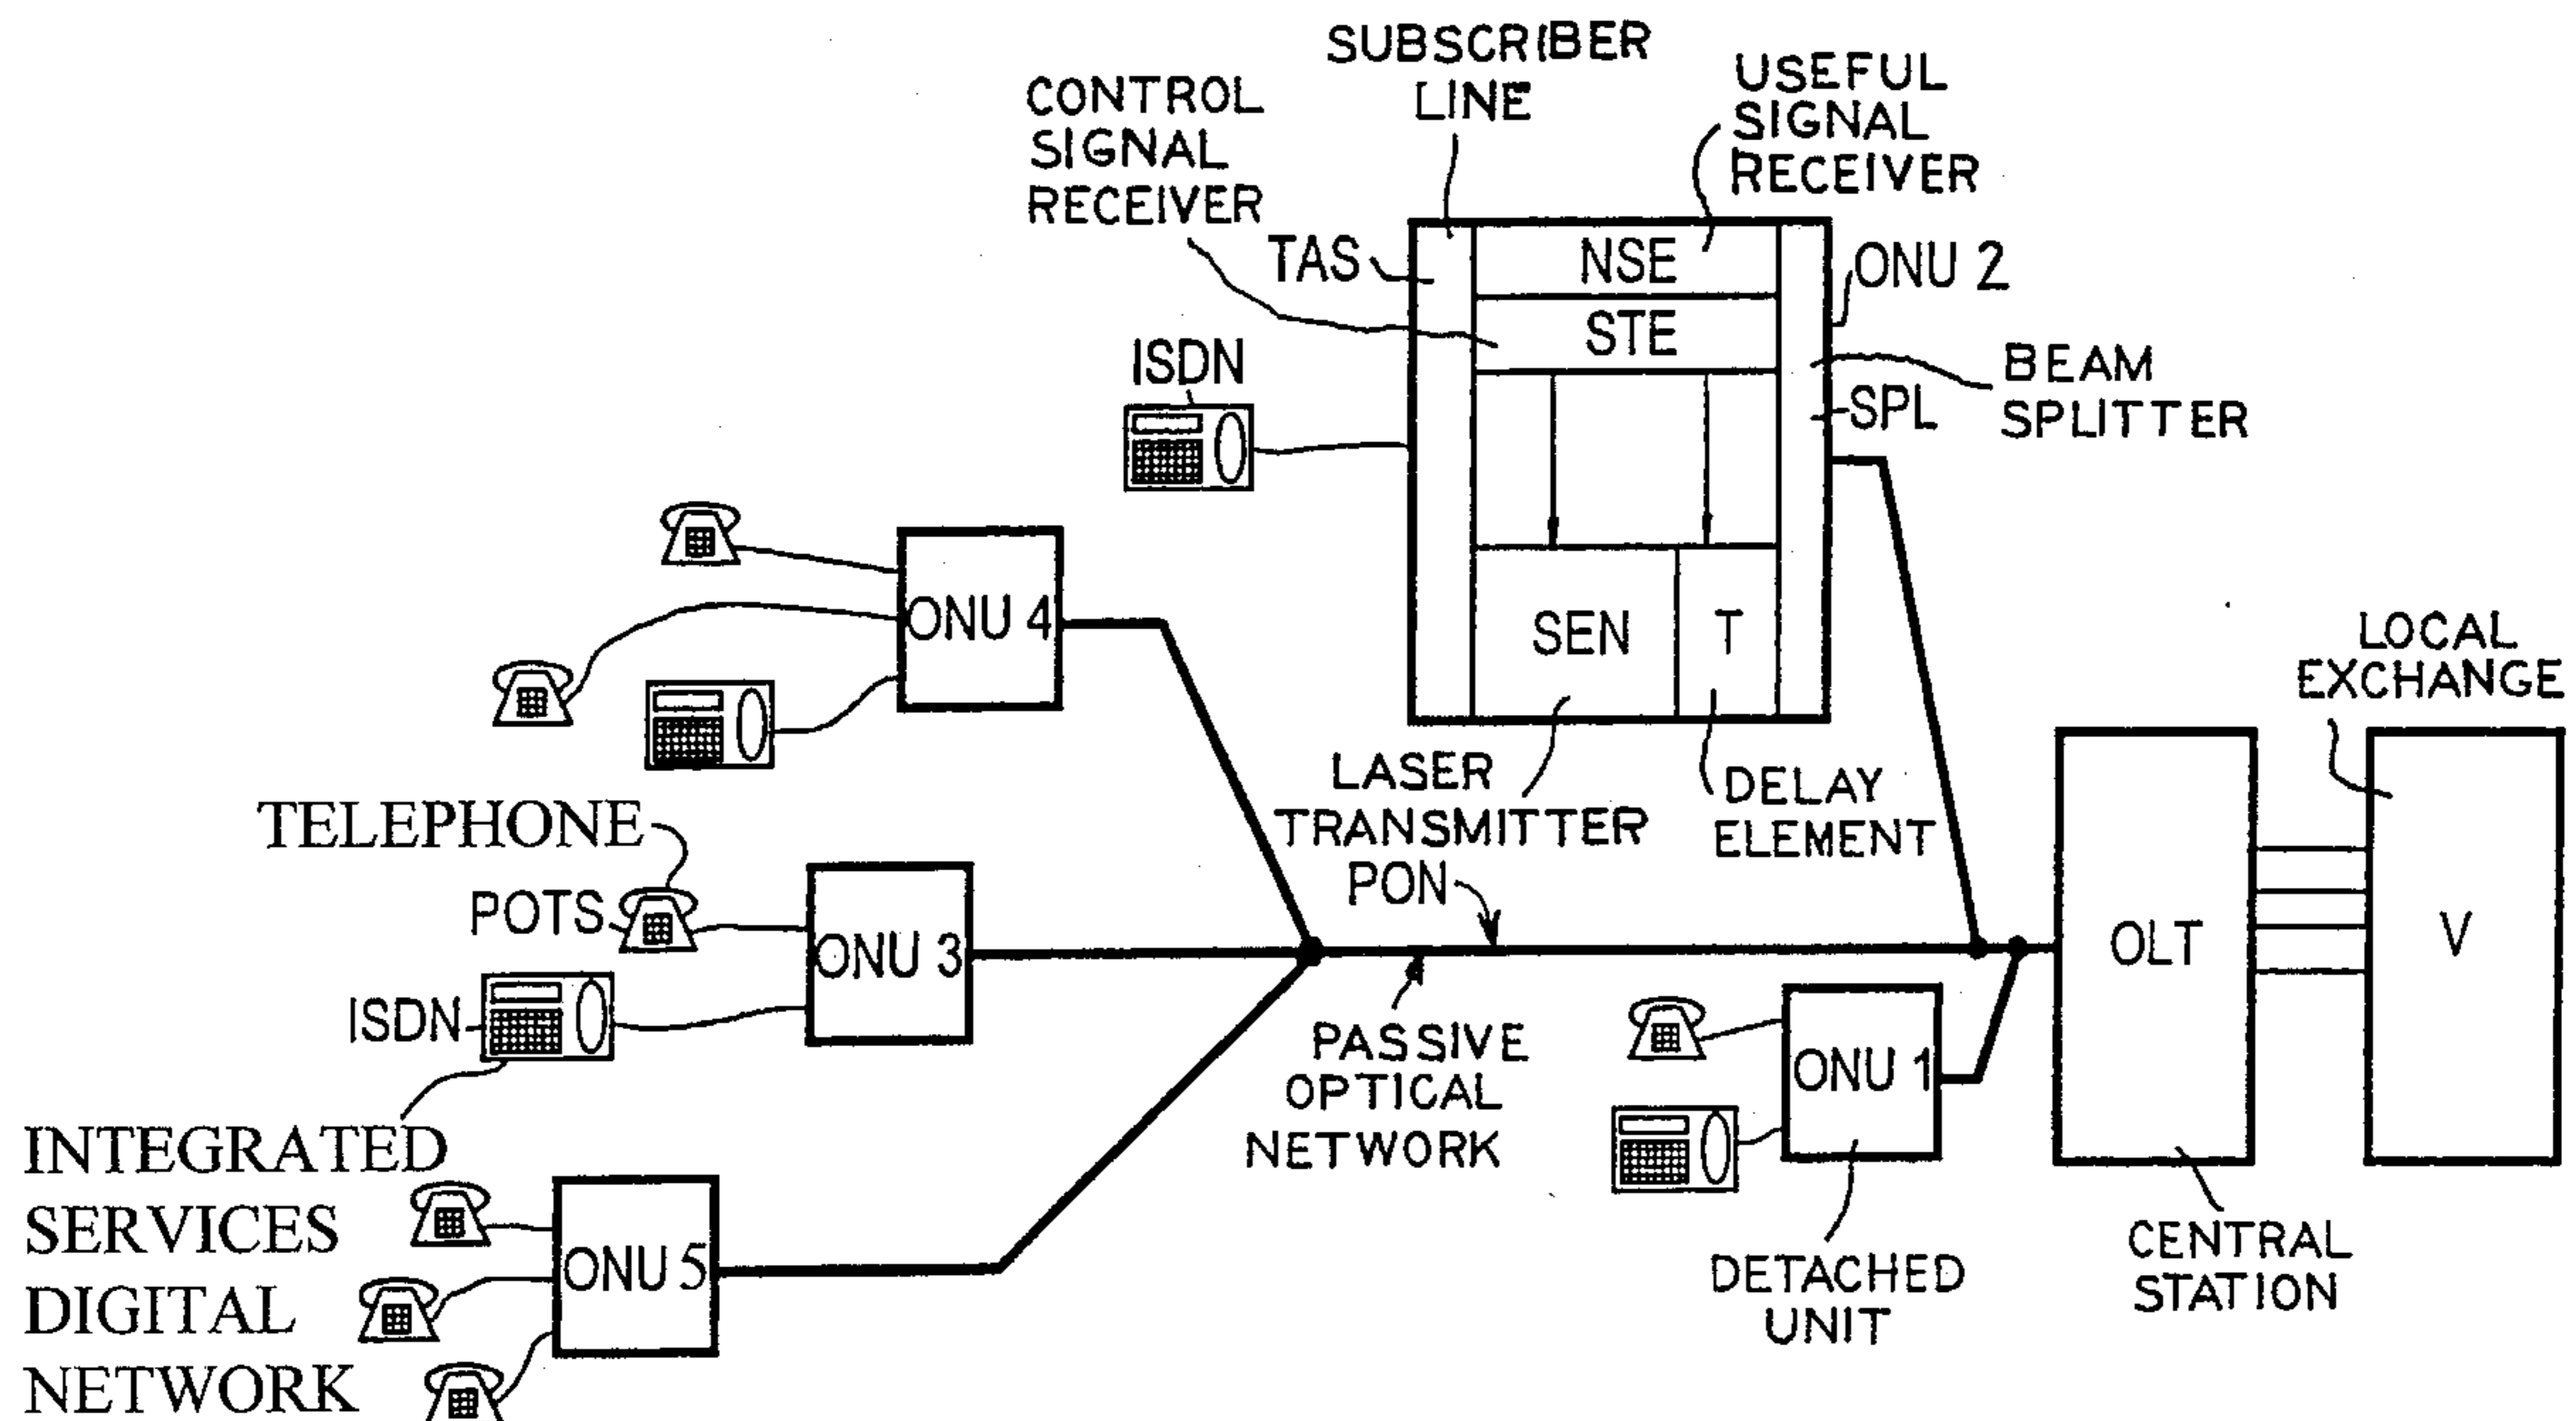 SUBSCRIBER
LINE
CONTROL
SIGNAL
RECEIVER
USEFUL
SIGNAL
RECEIVER
TAS
NSE
STE
ONU 2
BEAM
SPLITTER
SPL
ISDN
SEN
T
LASER
TRANSMITTER
DELAY
ELEMENT
LOCAL
EXCHANGE
ONU 4
TELEPHONE
POTS
ONU 3
ISDN
PON
PASSIVE
OPTICAL
NETWORK
OLT
V
ONU 1
DETACHED
UNIT
CENTRAL
STATION
INTEGRATED
SERVICES
DIGITAL
NETWORK
ONU 5